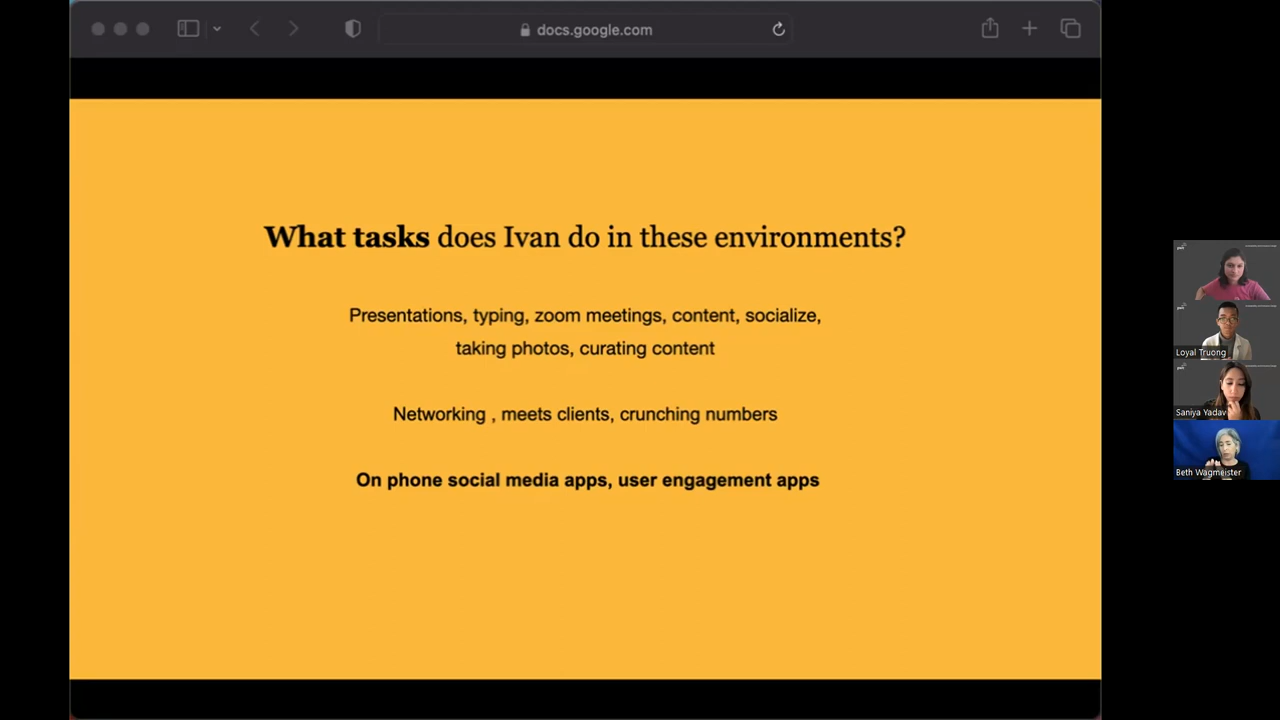 docs.google.com
What tasks does Ivan do in these environments?
Presentations, typing, zoom meetings, content, socialize,
taking photos, curating content
Networking , meets clients, crunching numbers
On phone social media apps, user engagement apps
Loyal Truong
Saniya Yadav
Beth Wagmeister